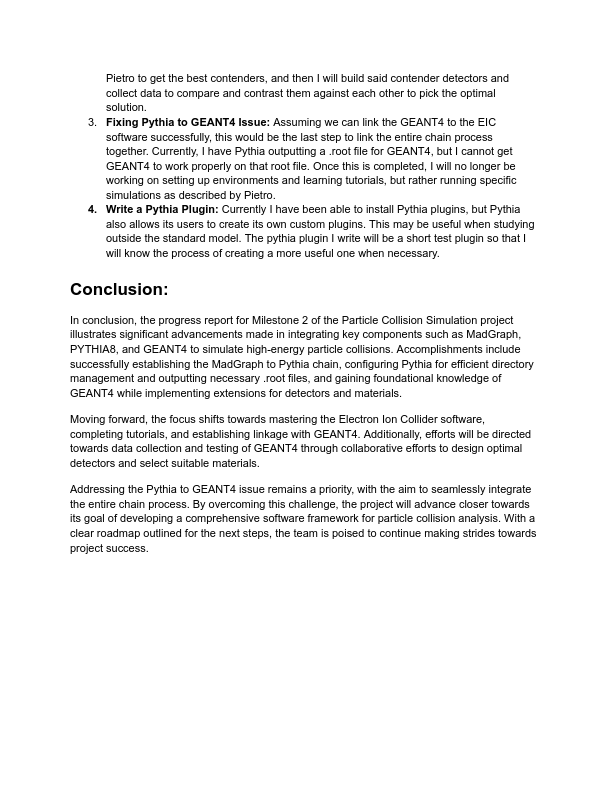 Pietro to get the best contenders, and then I will build said contender detectors and
collect data to compare and contrast them against each other to pick the optimal
solution.
3. Fixing Pythia to GEANT4 Issue: Assuming we can link the GEANT4 to the EIC
software successfully, this would be the last step to link the entire chain process
together. Currently, I have Pythia outputting a .root file for GEANT4, but I cannot get
GEANT4 to work properly on that root file. Once this is completed, I will no longer be
working on setting up environments and learning tutorials, but rather running specific
simulations as described by Pietro.
4. Write a Pythia Plugin: Currently I have been able to install Pythia plugins, but Pythia
also allows its users to create its own custom plugins. This may be useful when studying
outside the standard model. The pythia plugin I write will be a short test plugin so that I
will know the process of creating a more useful one when necessary.
Conclusion:
In conclusion, the progress report for Milestone 2 of the Particle Collision Simulation project
illustrates significant advancements made in integrating key components such as MadGraph,
PYTHIA8, and GEANT4 to simulate high-energy particle collisions. Accomplishments include
successfully establishing the MadGraph to Pythia chain, configuring Pythia for efficient directory
management and outputting necessary .root files, and gaining foundational knowledge of
GEANT4 while implementing extensions for detectors and materials.
Moving forward, the focus shifts towards mastering the Electron Ion Collider software,
completing tutorials, and establishing linkage with GEANT4. Additionally, efforts will be directed
towards data collection and testing of GEANT4 through collaborative efforts to design optimal
detectors and select suitable materials.
Addressing the Pythia to GEANT4 issue remains a priority, with the aim to seamlessly integrate
the entire chain process. By overcoming this challenge, the project will advance closer towards
its goal of developing a comprehensive software framework for particle collision analysis. With a
clear roadmap outlined for the next steps, the team is poised to continue making strides towards
project success.